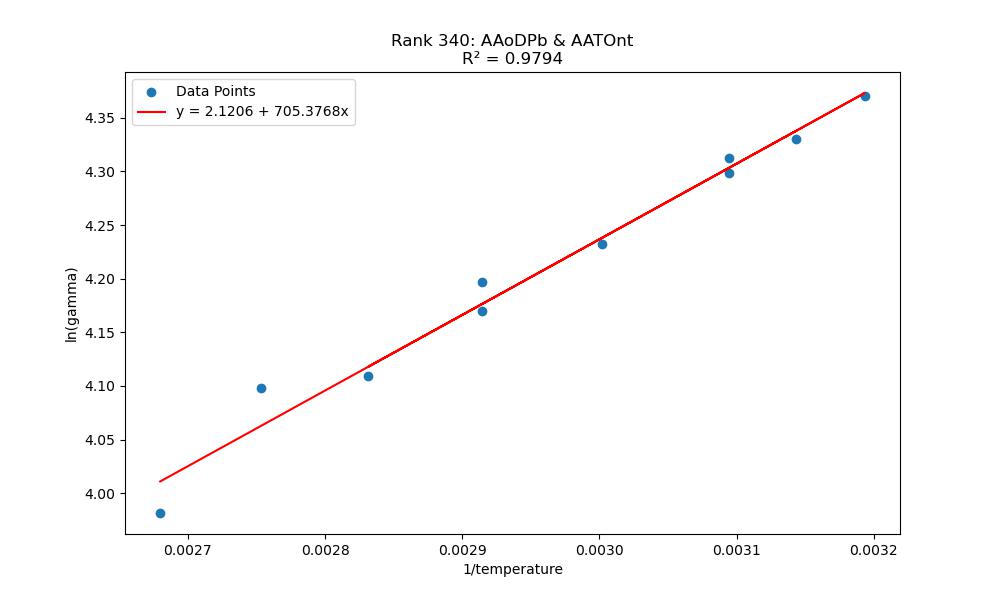 Rank 340: AAoDPb & AATOnt
R² = 0.9794
Data Points
y = 2.1206 + 705.3768x
4.35
4.30
4.25
4.20
4.15
4.10
4.05
4.00
ln(gamma)
0.0027 0.0028 0.0029 0.0030 0.0031 0.0032
1/temperature